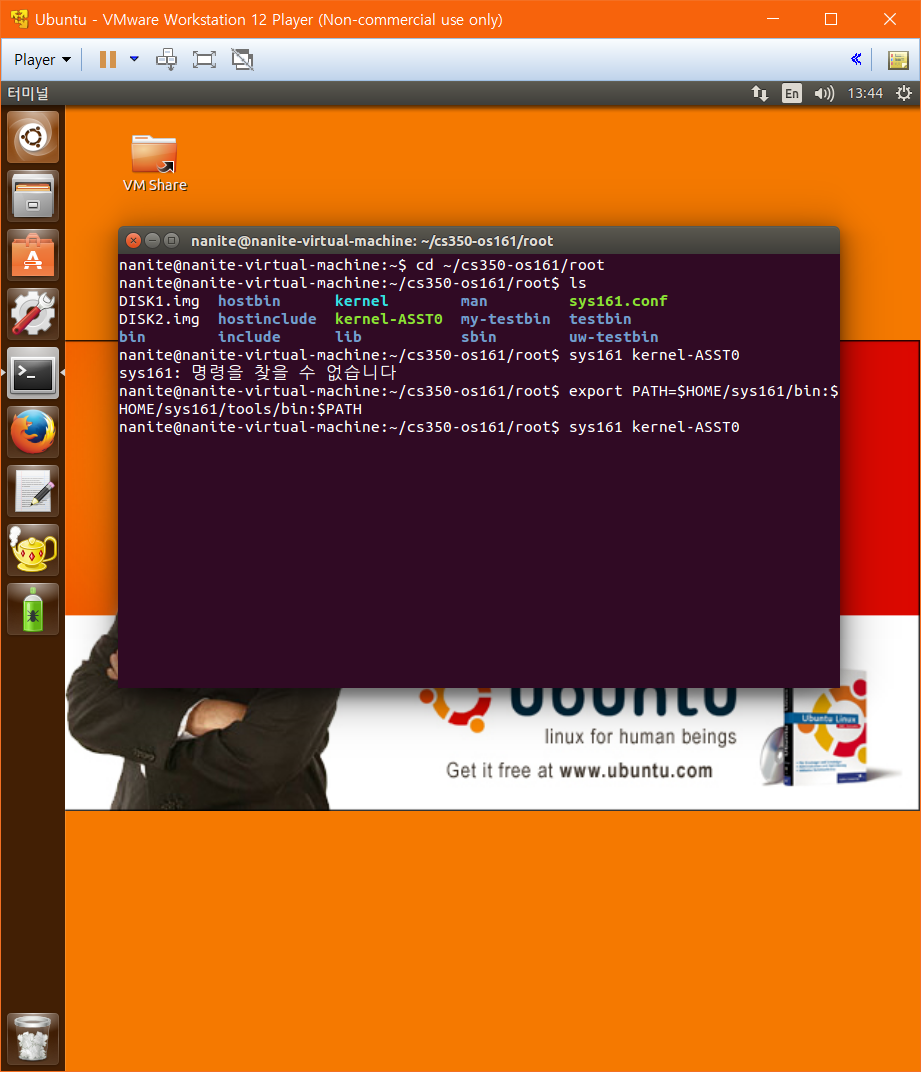 Ubuntu - VMware Workstation 12 Player (Non-commercial use only)
Player
터미널
En
13:44
VM Share
nanite@nanite-virtual-machine: ~/cs350-os161/root
nanite@nanite-virtual-machine:~$ cd ~/cs350-os161/root
nanite@nanite-virtual-machine:~/cs350-os161/root$ ls
DISK1.img hostbin kernel man sys161.conf
DISK2.img hostinclude kernel-ASST0 my-testbin testbin
bin include lib sbin uw-testbin
nanite@nanite-virtual-machine:~/cs350-os161/root$ sys161 kernel-ASST0
sys161: 명령을 찾을 수 없습니다
nanite@nanite-virtual-machine:~/cs350-os161/root$ export PATH=$HOME/sys161/bin:$
HOME/sys161/tools/bin:$PATH
nanite@nanite-virtual-machine:~/cs350-os161/root$ sys161 kernel-ASST0
ubuntu
linux for human beings
Ubuntu Linux
Get it free at www.ubuntu.com